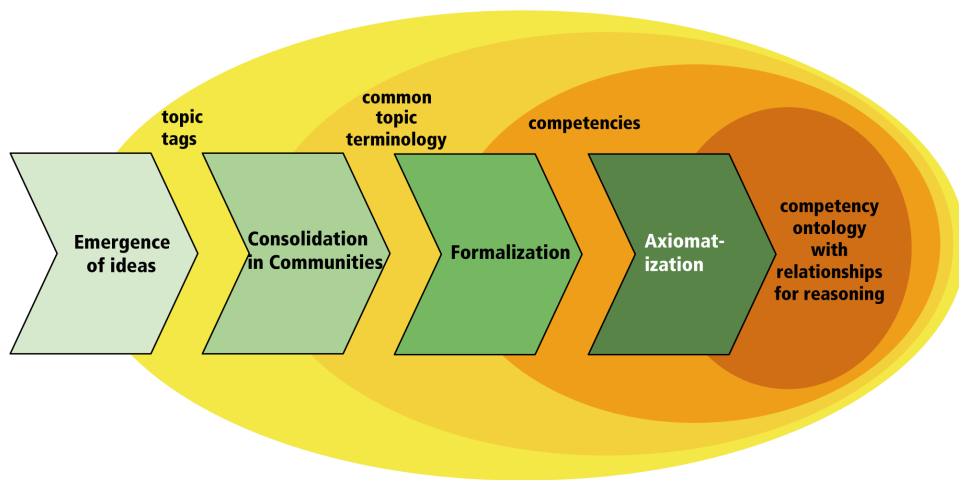 topic
tags
common
topic
terminology
competencies
Emergence
of ideas
Consolidation
in Communities
Formalization
Axiomat-
ization
competency
ontology
with
relationships
for reasoning